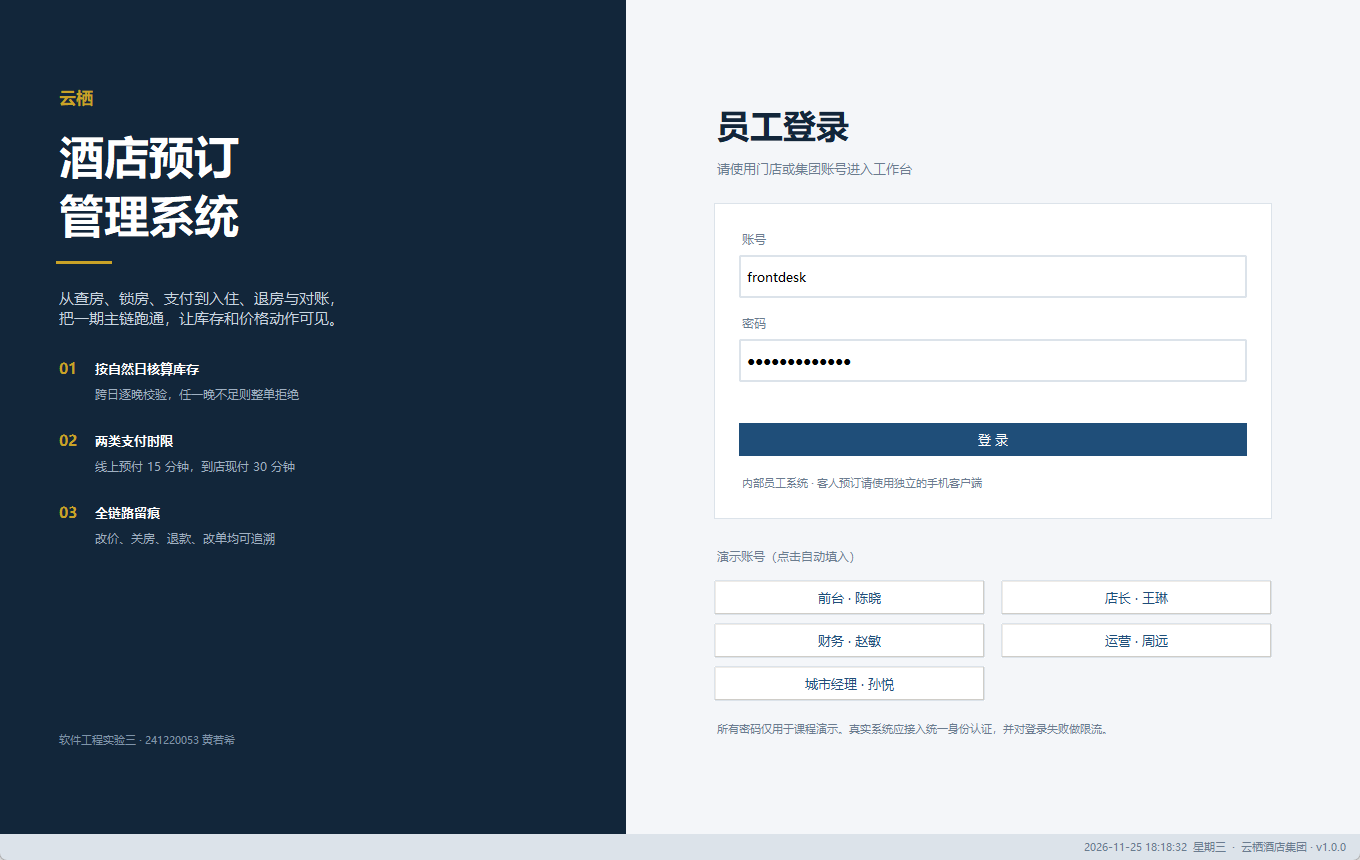 云栖
酒店预订
管理系统
从查房、锁房、支付到入住、退房与对账，
把一期主链跑通，让库存和价格动作可见。
01 按自然日核算库存
跨日逐晚校验，任一晚不足则整单拒绝
02 两类支付时限
线上预付 15 分钟，到店现付 30 分钟
03 全链路留痕
改价、关房、退款、改单均可追溯
软件工程实验三 · 241220053 黄若希
员工登录
请使用门店或集团账号进入工作台
账号
frontdesk
密码
•••••••••••••
登 录
内部员工系统 · 客人预订请使用独立的手机客户端
演示账号（点击自动填入）
前台 · 陈晓
店长 · 王琳
财务 · 赵敏
运营 · 周远
城市经理 · 孙悦
所有密码仅用于课程演示。真实系统应接入统一身份认证，并对登录失败做限流。
2026-11-25 18:18:32 星期三 · 云栖酒店集团 · v1.0.0